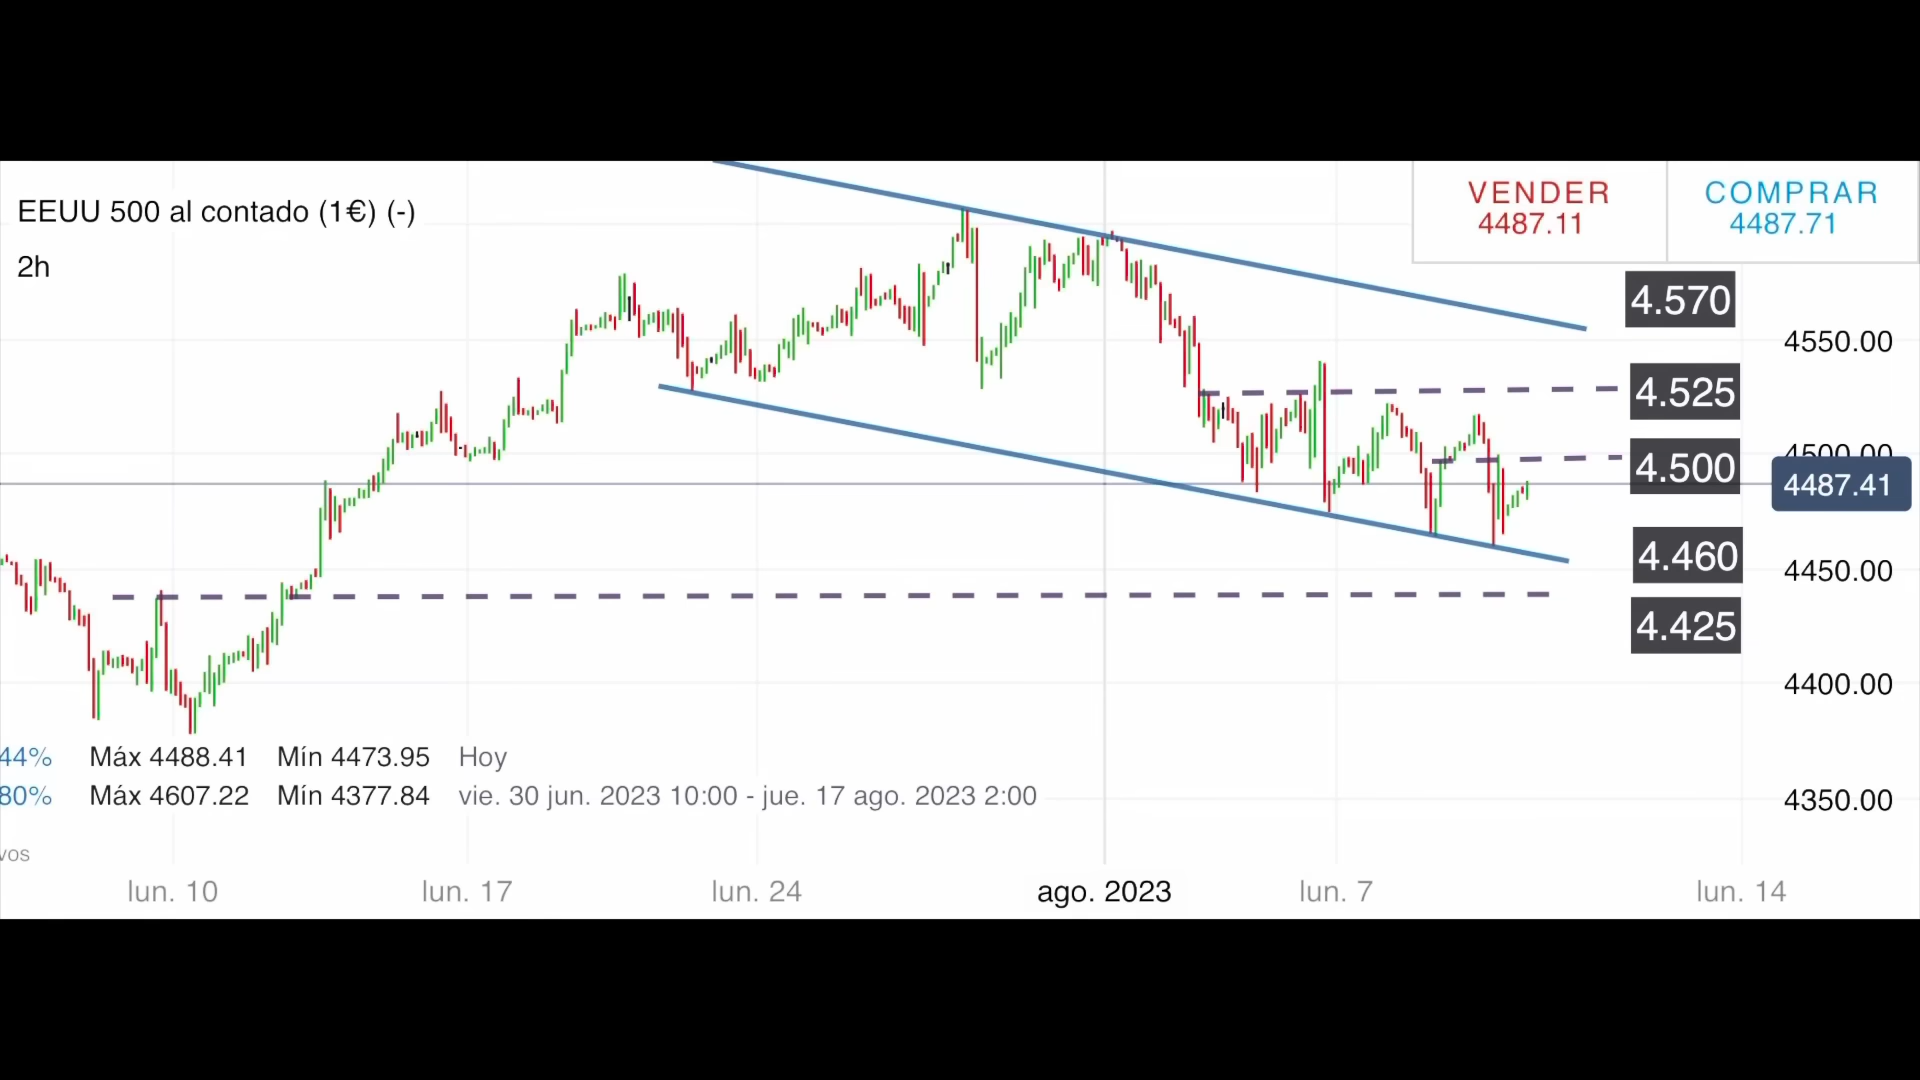 EEUU 500 al contado (1€) (-)
2h
VENDER
4487.11
COMPRAR
4487.71
4.570
4550.00
4.525
4500.00
4.500
4487.41
4.460
4450.00
4.425
4400.00
4350.00
44% Máx 4488.41 Mín 4473.95 Hoy
80% Máx 4607.22 Mín 4377.84 vie. 30 jun. 2023 10:00 - jue. 17 ago. 2023 2:00
vos
lun. 10 lun. 17 lun. 24 ago. 2023 lun. 7 lun. 14